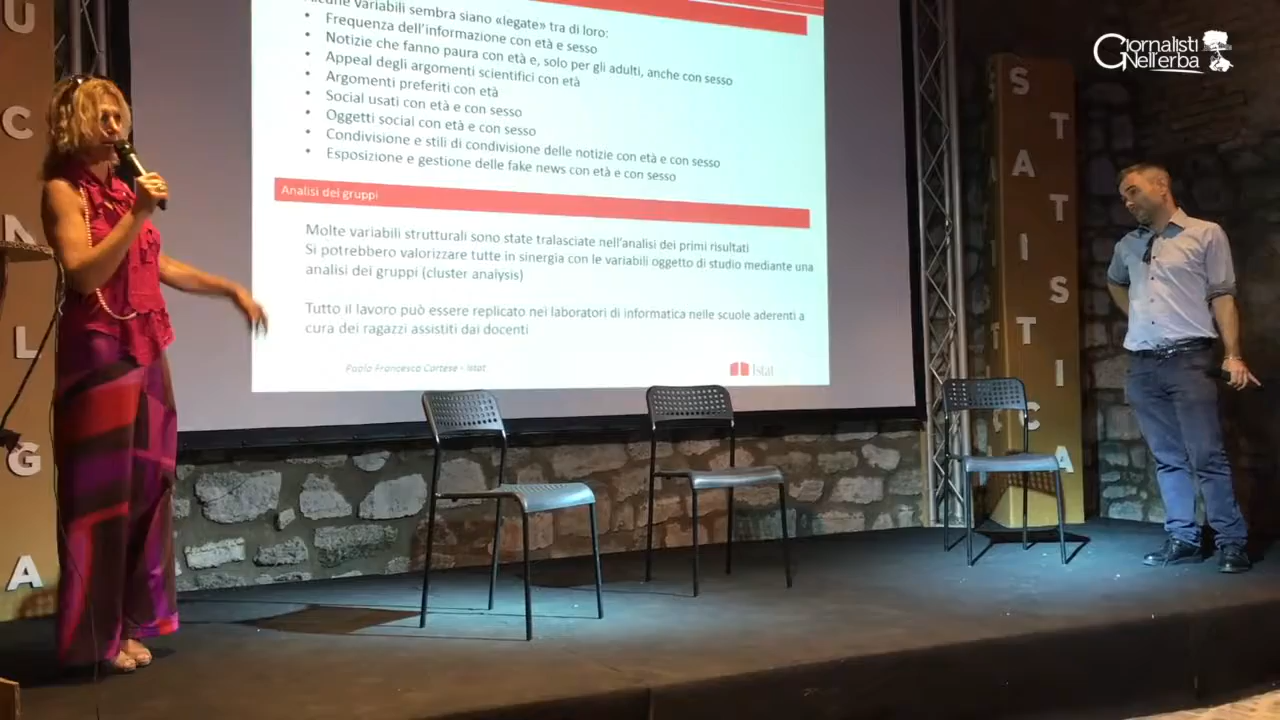 Alcune variabili sembra siano «legate» tra di loro:
• Frequenza dell'informazione con età e sesso
• Notizie che fanno paura con età e, solo per gli adulti, anche con sesso
• Appeal degli argomenti scientifici con età
• Argomenti preferiti con età
• Social usati con età e con sesso
• Oggetti social con età e con sesso
• Condivisione e stili di condivisione delle notizie con età e con sesso
• Esposizione e gestione delle fake news con età e con sesso
Analisi dei gruppi
Molte variabili strutturali sono state tralasciate nell'analisi dei primi risultati
Si potrebbero valorizzare tutte in sinergia con le variabili oggetto di studio mediante una
analisi dei gruppi (cluster analysis)
Tutto il lavoro può essere replicato nei laboratori di informatica nelle scuole aderenti a
cura dei ragazzi assistiti dai docenti
Paolo Francesco Cortese - Istat
Istat
Giornalisti
Nell'erba
STATISTICA
U
C
N
L
G
A